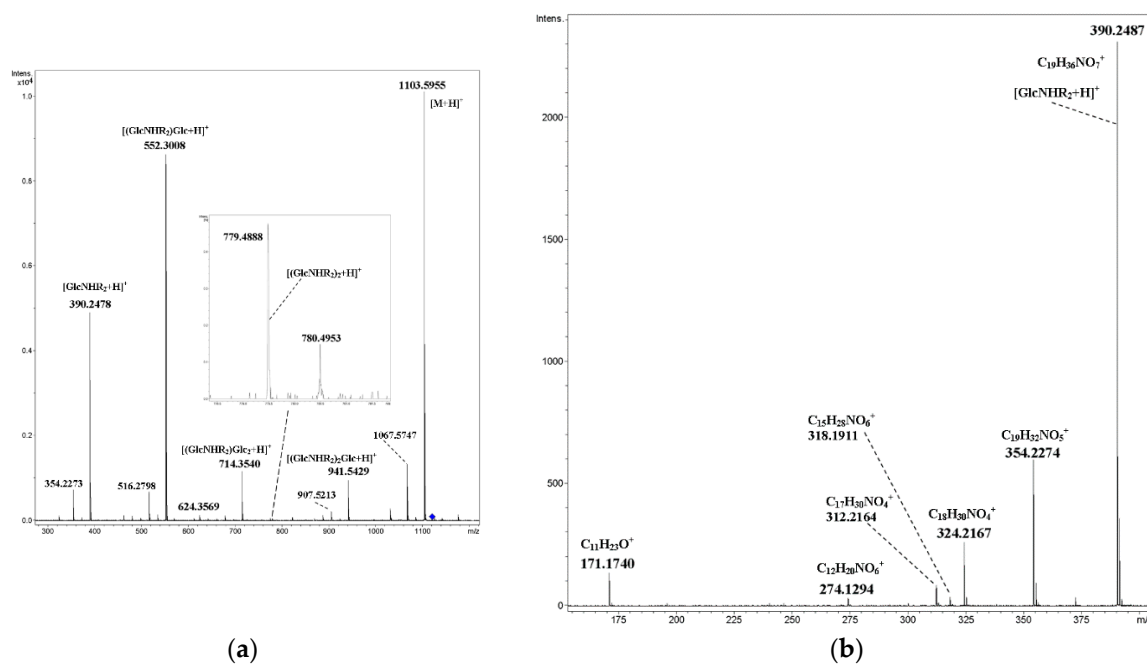 Intens.
x10⁴
1.0
0.8
0.6
0.4
0.2
0.0
1103.5955
[M+H]⁺
[(GlcNHR₂)Glc+H]⁺
552.3008
[GlcNHR₂+H]⁺
390.2478
779.4888
[(GlcNHR₂)₂+H]⁺
780.4953
[(GlcNHR₂)Glc₂+H]⁺
714.3540
[(GlcNHR₂)₂Glc+H]⁺
941.5429
1067.5747
354.2273
516.2798
624.3569
907.5213
300 400 500 600 700 800 900 1000 1100 m/z
(a)
Intens.
2000
1500
1000
500
0
390.2487
C₁₉H₃₆NO₇⁺
[GlcNHR₂+H]⁺
C₁₅H₂₈NO₆⁺
318.1911
C₁₉H₃₂NO₅⁺
354.2274
C₁₇H₃₀NO₄⁺
312.2164
C₁₈H₃₀NO₄⁺
324.2167
C₁₁H₂₃O⁺
171.1740
C₁₂H₂₀NO₆⁺
274.1294
175 200 225 250 275 300 325 350 375 m/
(b)